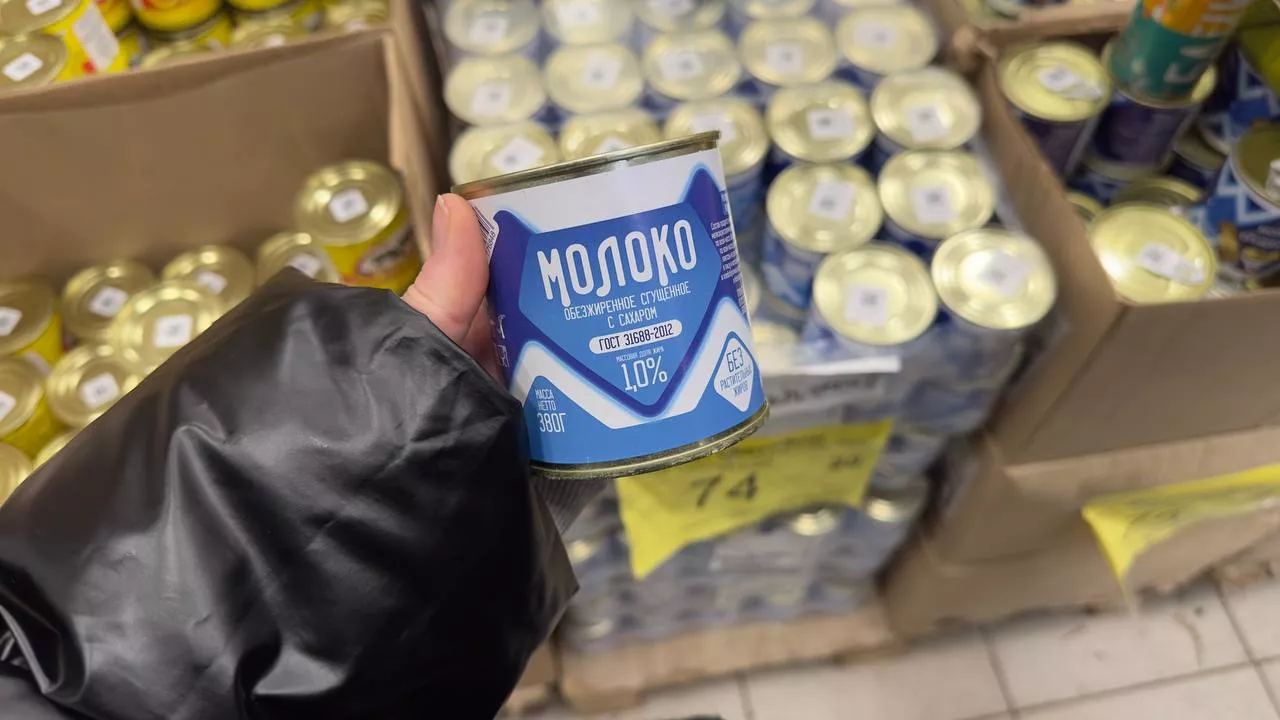 МОЛОКО
ОБЕЗЖИРЕННОЕ СГУЩЕННОЕ
С САХАРОМ
ГОСТ 31688-2012
МАССОВАЯ ДОЛЯ ЖИРА
1,0%
БЕЗ
РАСТИТЕЛЬНЫХ
ЖИРОВ
МАССА
НЕТТО
380Г
74